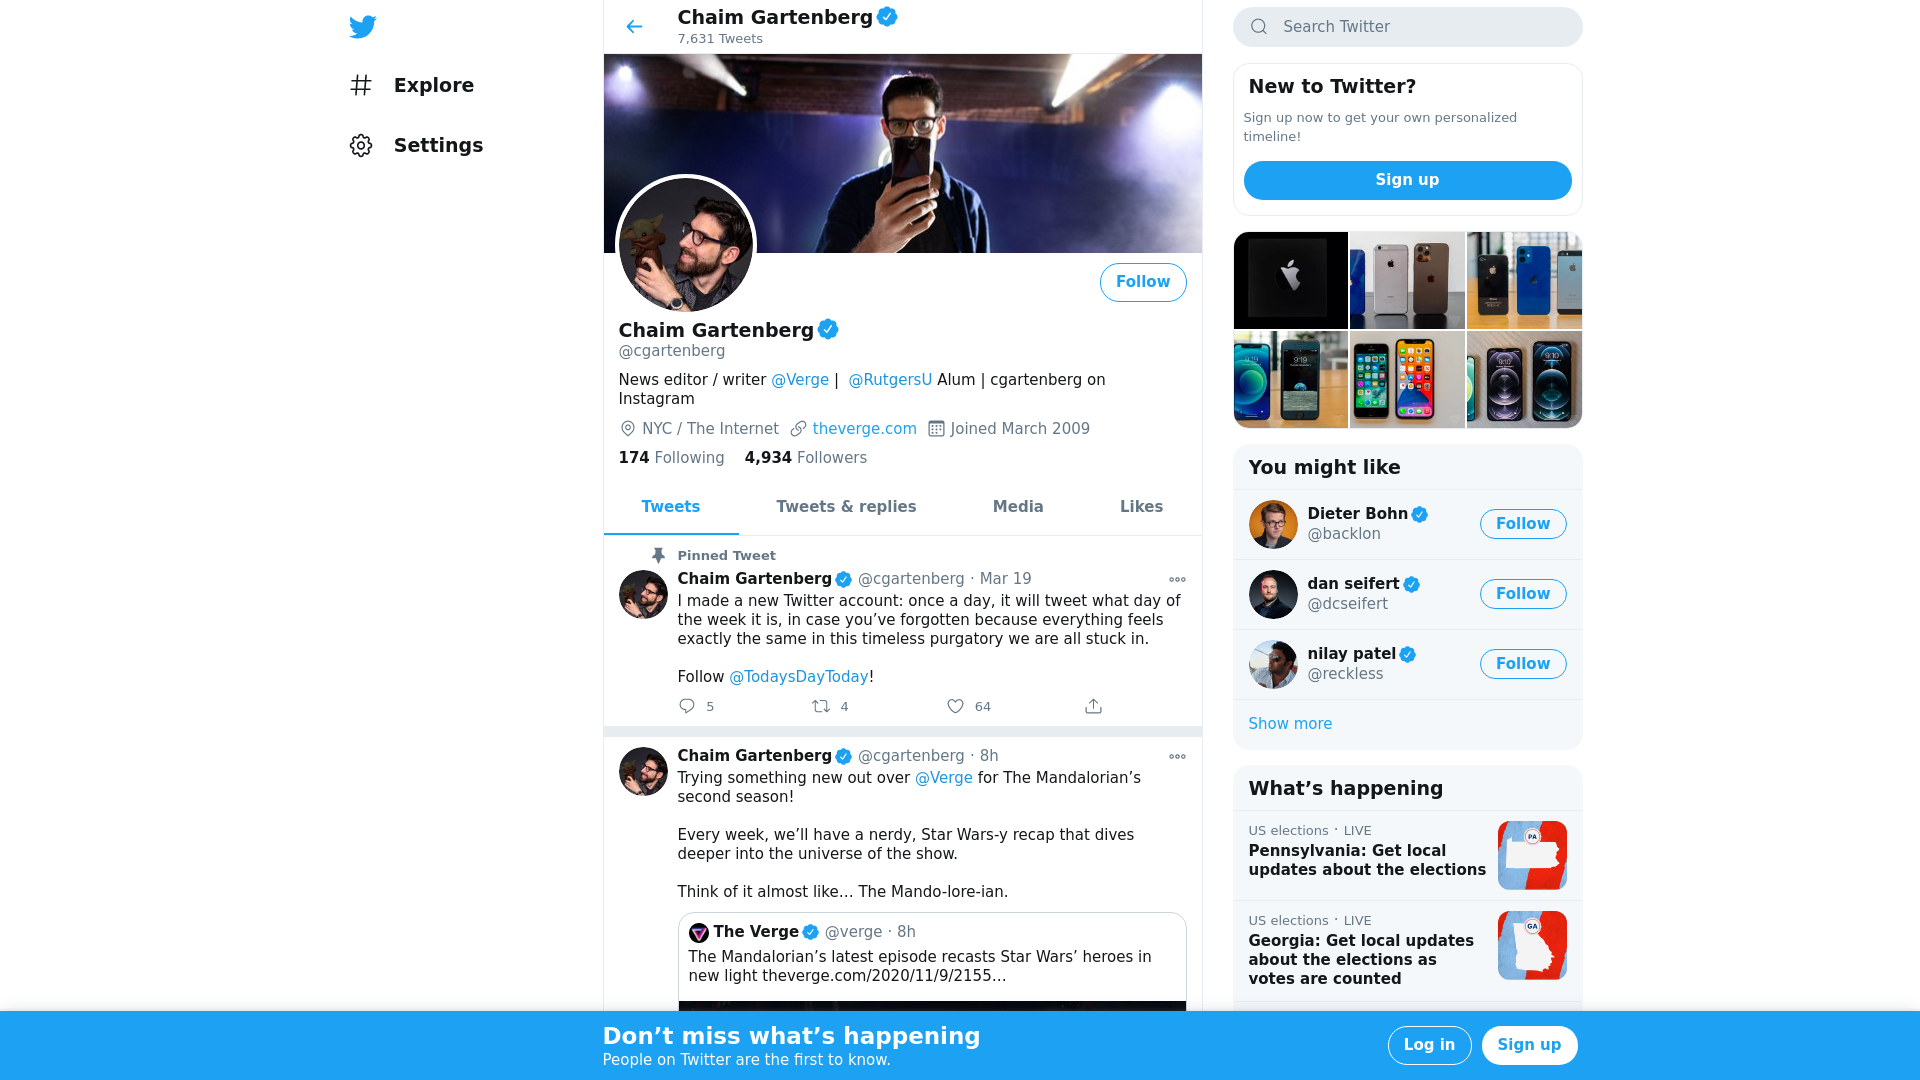 Explore
Settings
Chaim Gartenberg
7,631 Tweets
Follow
Chaim Gartenberg
@cgartenberg
News editor / writer @Verge | @RutgersU Alum | cgartenberg on
Instagram
NYC / The Internet theverge.com Joined March 2009
174 Following 4,934 Followers
Tweets Tweets & replies Media Likes
Pinned Tweet
Chaim Gartenberg @cgartenberg · Mar 19
I made a new Twitter account: once a day, it will tweet what day of
the week it is, in case you’ve forgotten because everything feels
exactly the same in this timeless purgatory we are all stuck in.
Follow @TodaysDayToday!
5 4 64
Chaim Gartenberg @cgartenberg · 8h
Trying something new out over @Verge for The Mandalorian’s
second season!
Every week, we’ll have a nerdy, Star Wars-y recap that dives
deeper into the universe of the show.
Think of it almost like… The Mando-lore-ian.
The Verge @verge · 8h
The Mandalorian’s latest episode recasts Star Wars’ heroes in
new light theverge.com/2020/11/9/2155…
Search Twitter
New to Twitter?
Sign up now to get your own personalized
timeline!
Sign up
9:19
9:10
9:10
You might like
Dieter Bohn
@backlon
Follow
dan seifert
@dcseifert
Follow
nilay patel
@reckless
Follow
Show more
What’s happening
US elections · LIVE
Pennsylvania: Get local
updates about the elections
PA
US elections · LIVE
Georgia: Get local updates
about the elections as
votes are counted
GA
Don’t miss what’s happening
People on Twitter are the first to know.
Log in
Sign up